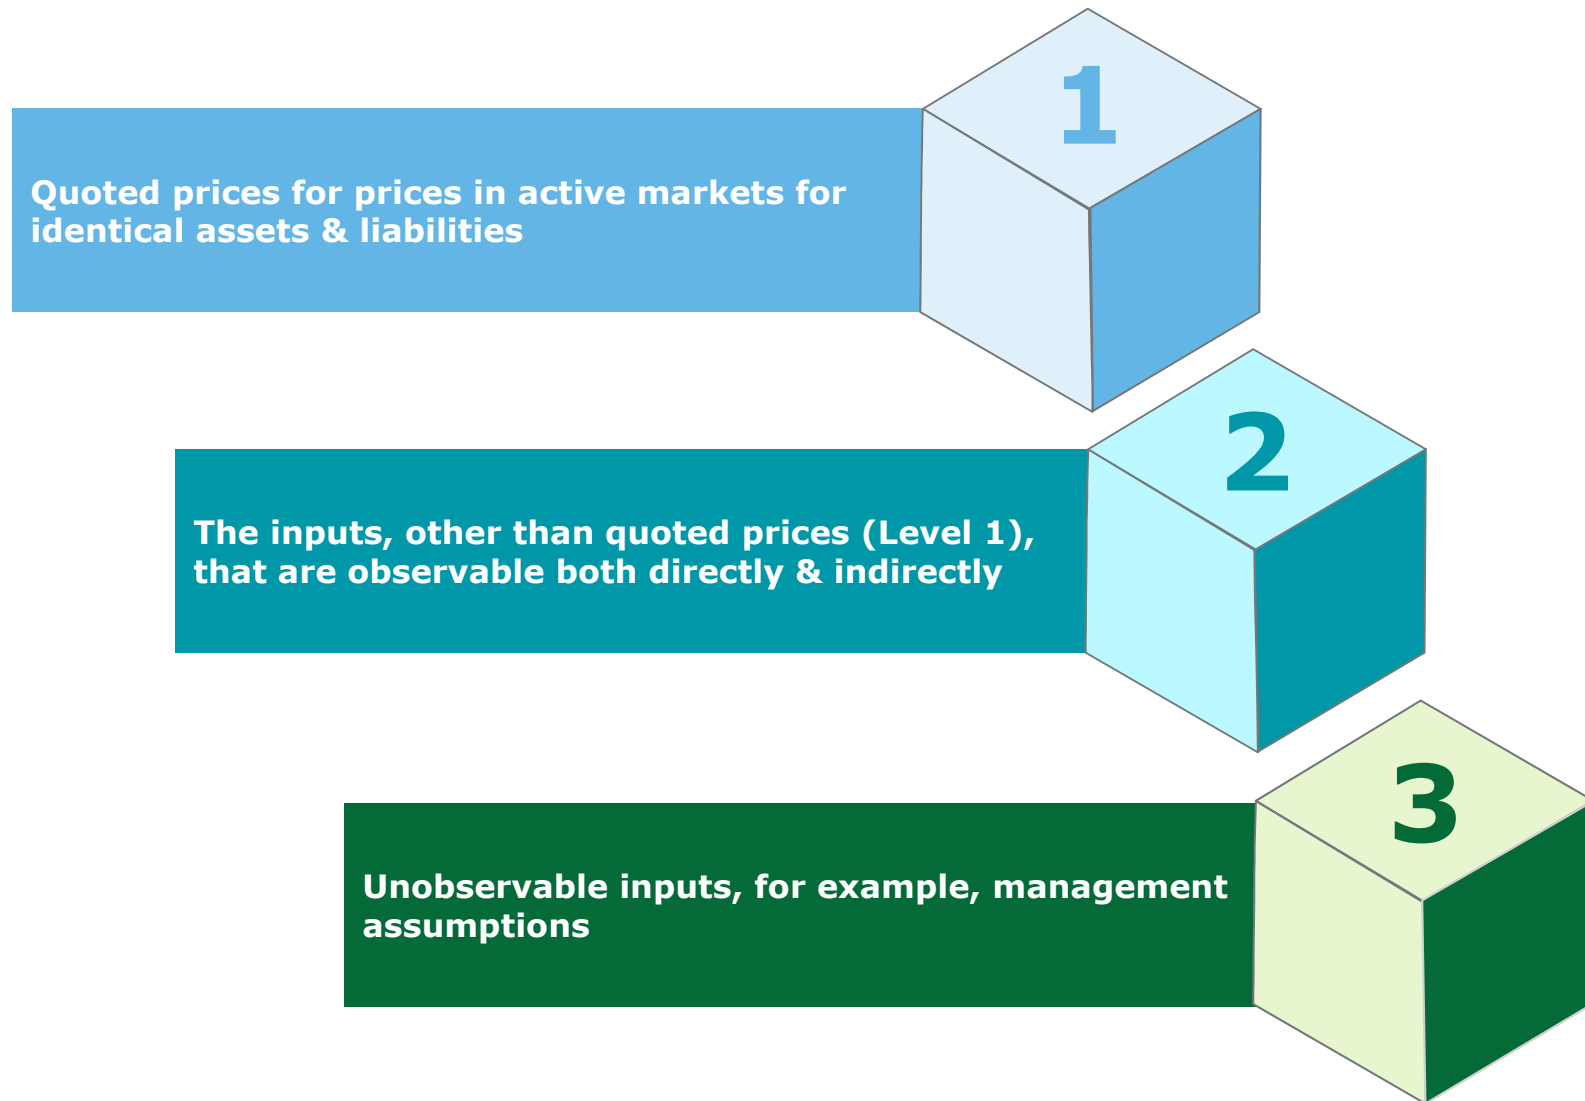 1
Quoted prices for prices in active markets for
identical assets & liabilities
2
The inputs, other than quoted prices (Level 1),
that are observable both directly & indirectly
3
Unobservable inputs, for example, management
assumptions